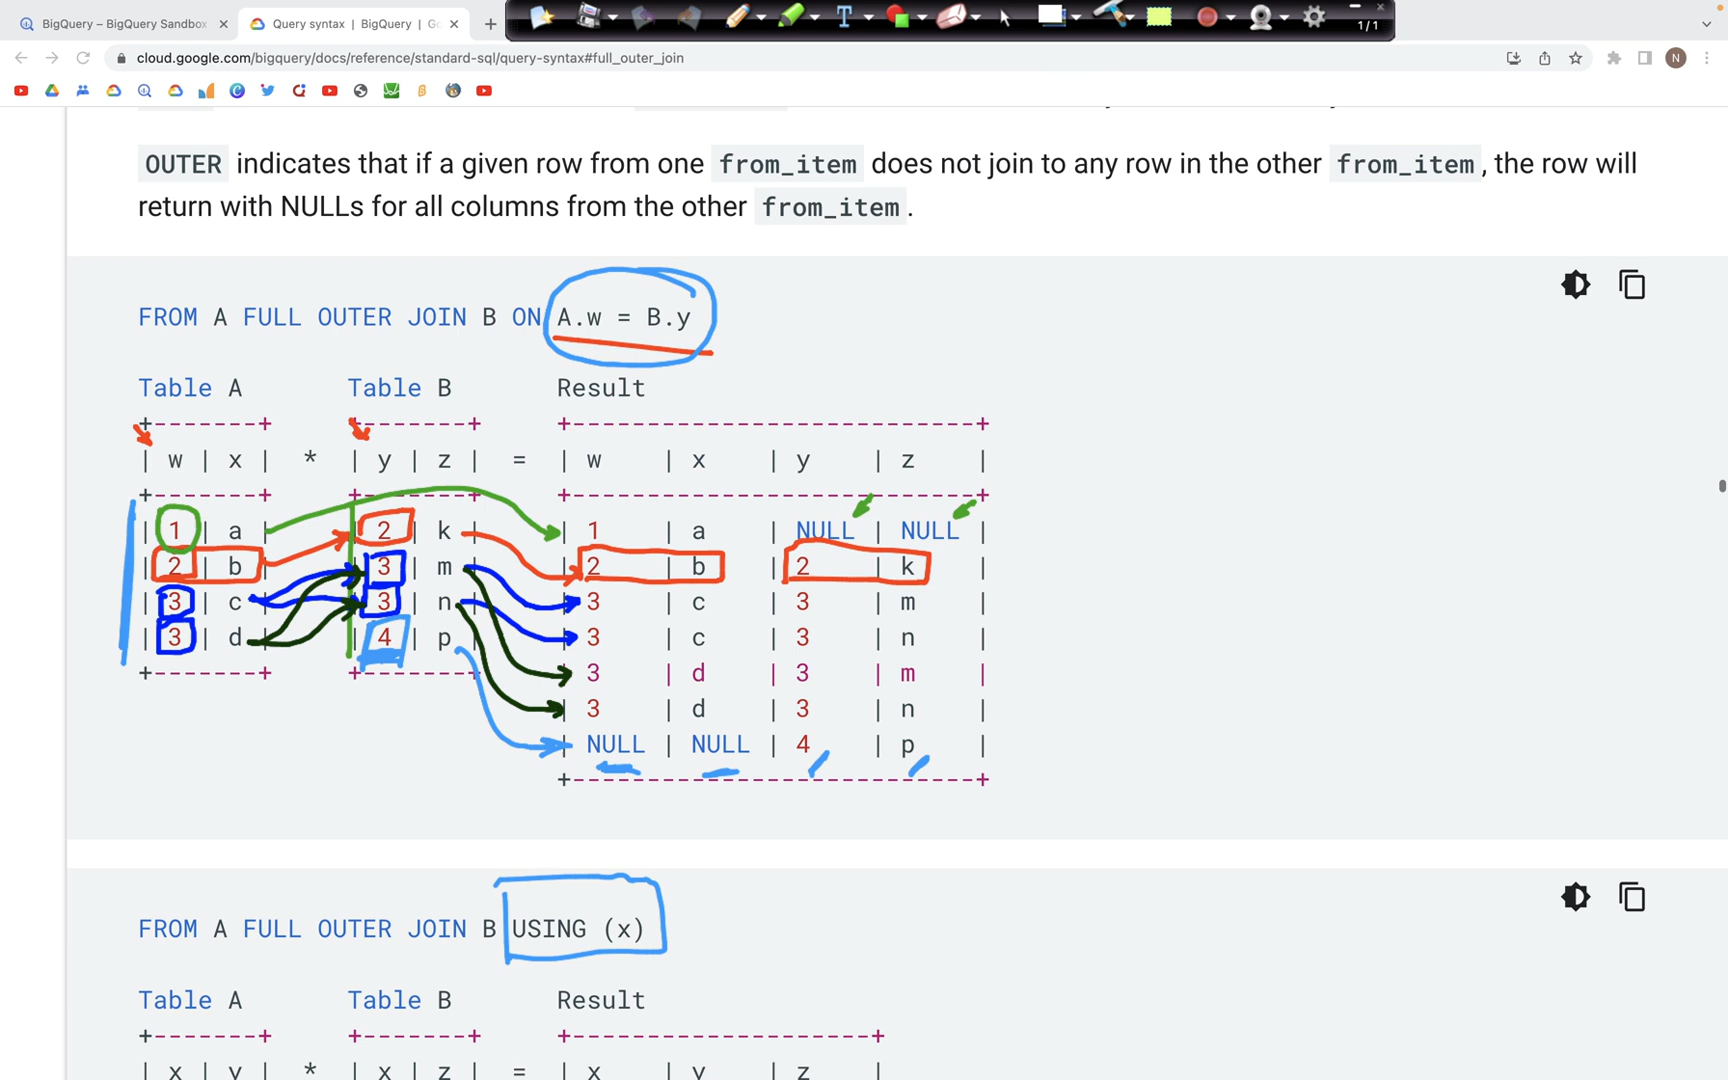 BigQuery – BigQuery Sandbox
Query syntax | BigQuery | Go
1/1
cloud.google.com/bigquery/docs/reference/standard-sql/query-syntax#full_outer_join
N
OUTER indicates that if a given row from one from_item does not join to any row in the other from_item, the row will
return with NULLs for all columns from the other from_item.
FROM A FULL OUTER JOIN B ON A.w = B.y
Table A Table B Result
+-------+ +-------+ +---------------------------+
| w | x | * | y | z | = | w | x | y | z |
+-------+ +-------+ +---------------------------+
| 1 | a | | 2 | k | | 1 | a | NULL | NULL |
| 2 | b | | 3 | m | | 2 | b | 2 | k |
| 3 | c | | 3 | n | | 3 | c | 3 | m |
| 3 | d | | 4 | p | | 3 | c | 3 | n |
+-------+ +-------+ | 3 | d | 3 | m |
| 3 | d | 3 | n |
| NULL | NULL | 4 | p |
+---------------------------+
FROM A FULL OUTER JOIN B USING (x)
Table A Table B Result
+-------+ +-------+ +--------------------+
| x | y | * | x | z | = | x | y | z |